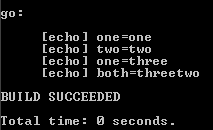 go:
[echo] one=one
[echo] two=two
[echo] one=three
[echo] both=threetwo
BUILD SUCCEEDED
Total time: 0 seconds.